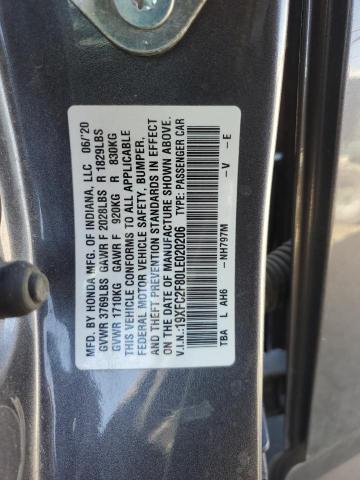 MFD. BY HONDA MFG. OF INDIANA, LLC 06/'20
GVWR 3769LBS GAWR F 2028LBS R 1829LBS
GVWR 1710KG GAWR F 920KG R 830KG
THIS VEHICLE CONFORMS TO ALL APPLICABLE
FEDERAL MOTOR VEHICLE SAFETY, BUMPER,
AND THEFT PREVENTION STANDARDS IN EFFECT
ON THE DATE OF MANUFACTURE SHOWN ABOVE.
V.I.N.:19XFC2F80LE020206 TYPE: PASSENGER CAR
TBA L AH6 -NH797M -V -E